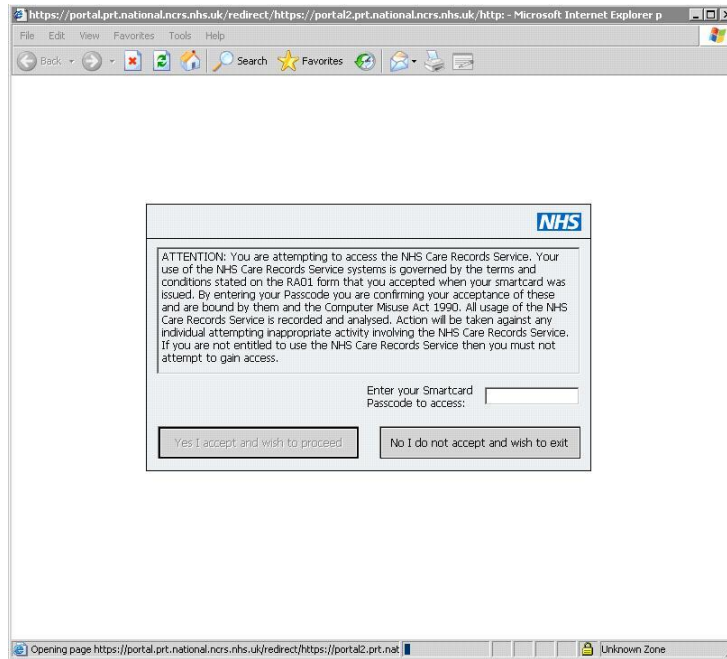 https://portal.prt.national.ncrs.nhs.uk/redirect/https://portal2.prt.national.ncrs.nhs.uk/http: - Microsoft Internet Explorer p
File Edit View Favorites Tools Help
Back Search Favorites
NHS
ATTENTION: You are attempting to access the NHS Care Records Service. Your
use of the NHS Care Records Service systems is governed by the terms and
conditions stated on the RA01 form that you accepted when your smartcard was
issued. By entering your Passcode you are confirming your acceptance of these
and are bound by them and the Computer Misuse Act 1990. All usage of the NHS
Care Records Service is recorded and analysed. Action will be taken against any
individual attempting inappropriate activity involving the NHS Care Records Service.
If you are not entitled to use the NHS Care Records Service then you must not
attempt to gain access.
Enter your Smartcard
Passcode to access:
Yes I accept and wish to proceed No I do not accept and wish to exit
Opening page https://portal.prt.national.ncrs.nhs.uk/redirect/https://portal2.prt.nat Unknown Zone